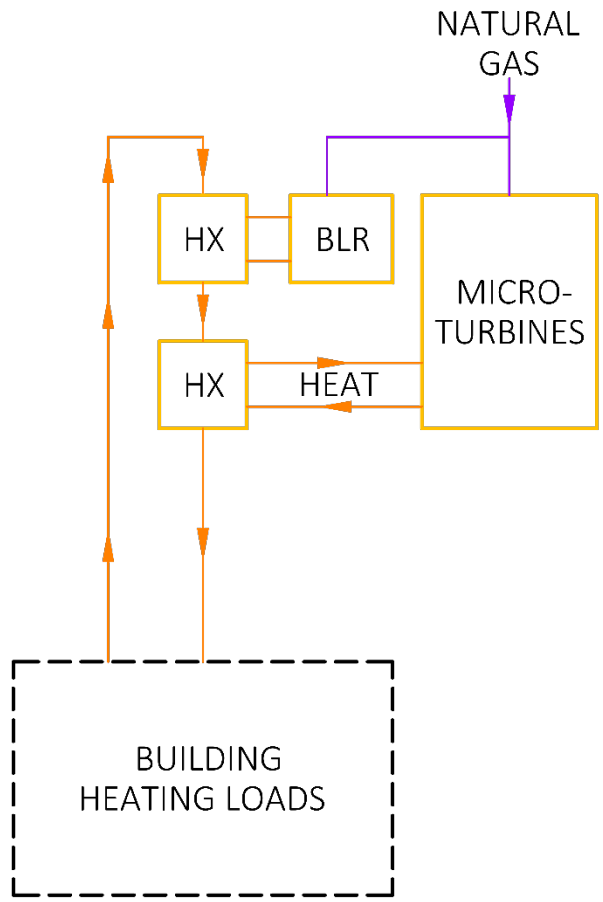 NATURAL
GAS
HX
BLR
MICRO-
TURBINES
HX
HEAT
BUILDING
HEATING LOADS